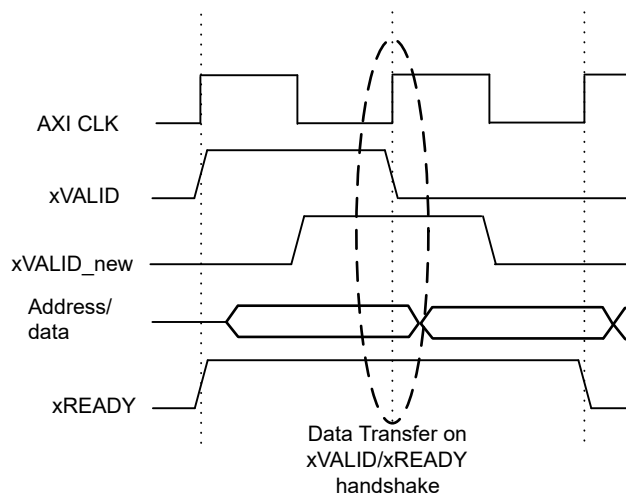 AXI CLK
xVALID
xVALID_new
Address/
data
xREADY
Data Transfer on
xVALID/xREADY
handshake